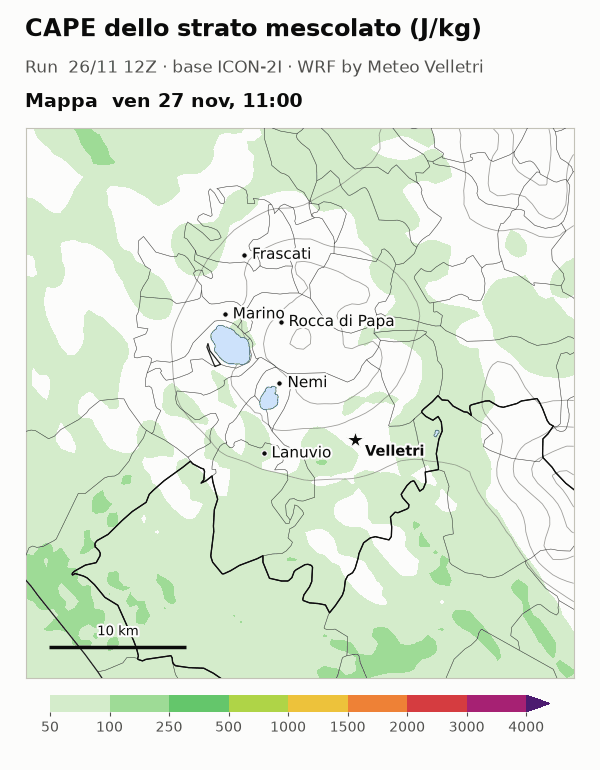 CAPE dello strato mescolato (J/kg)
Run  26/11 12Z · base ICON-2I · WRF by Meteo Velletri
Mappa  ven 27 nov, 11:00
Frascati
Marino
Rocca di Papa
Nemi
Velletri
Lanuvio
10 km
50 100 250 500 1000 1500 2000 3000 4000